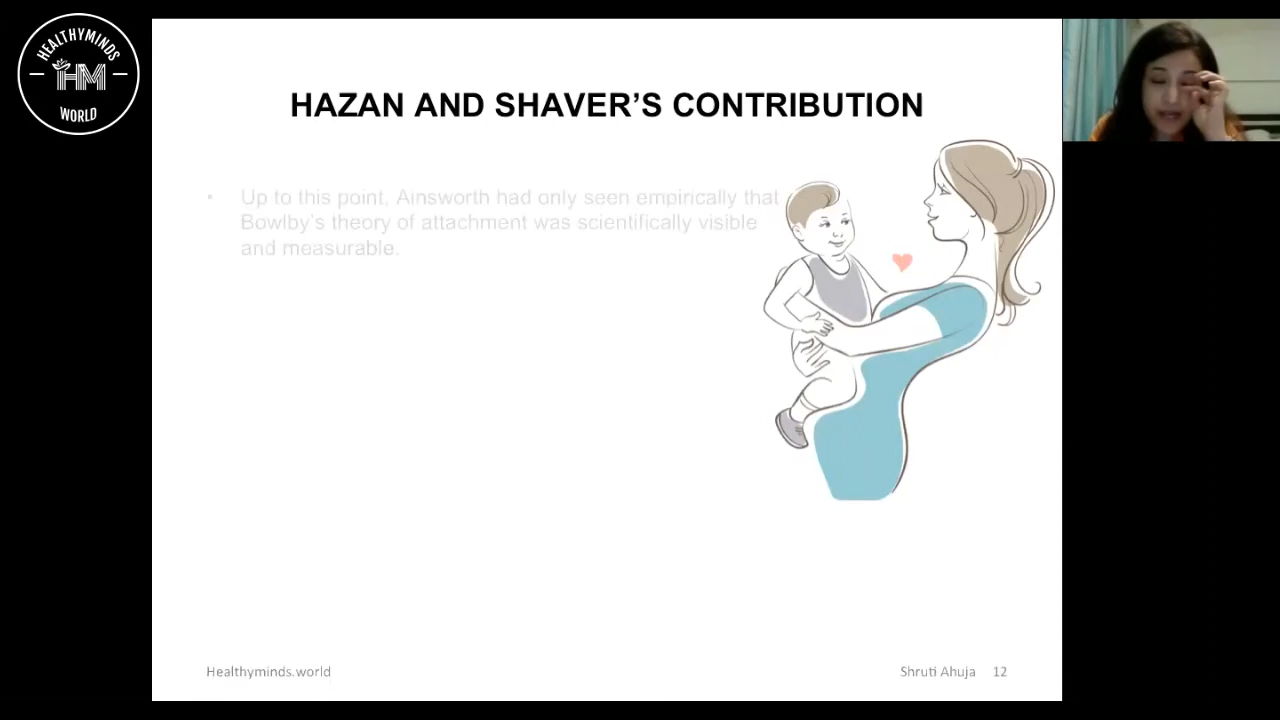 HEALTHYMINDS
HM
WORLD
HAZAN AND SHAVER’S CONTRIBUTION
• Up to this point, Ainsworth had only seen empirically that
Bowlby’s theory of attachment was scientifically visible
and measurable.
Healthyminds.world
Shruti Ahuja 12